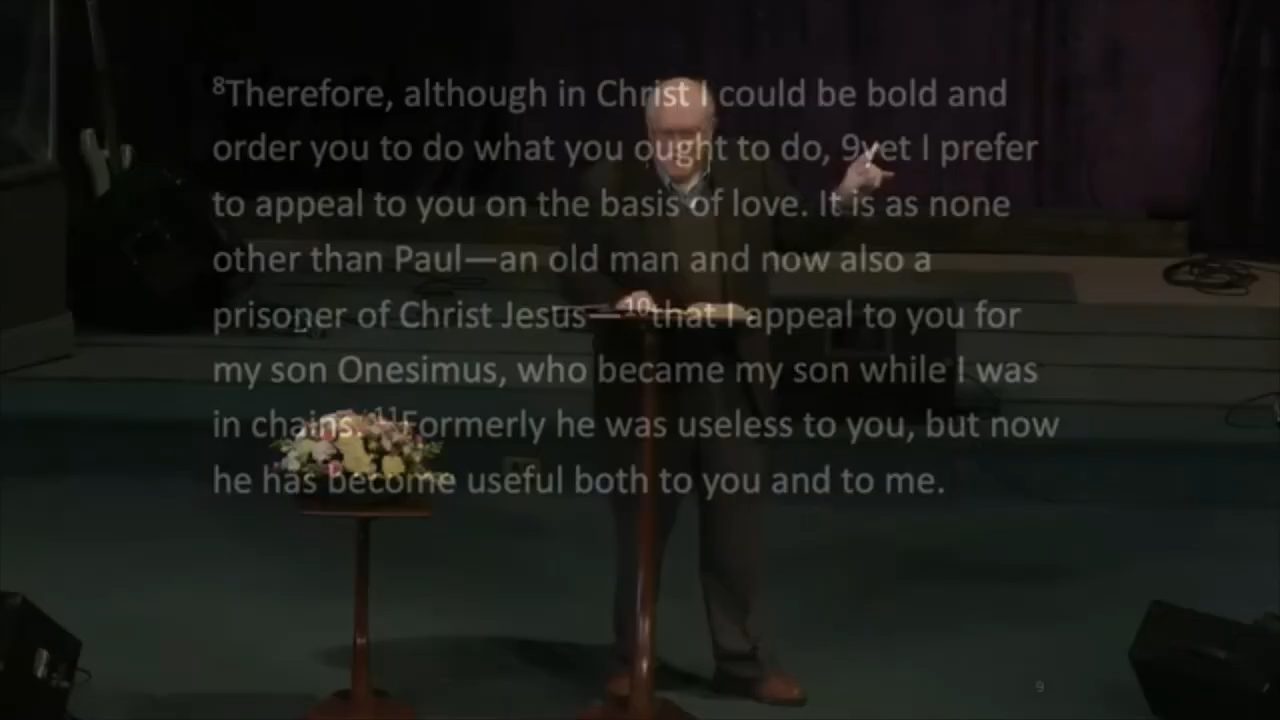 ⁸Therefore, although in Christ I could be bold and
order you to do what you ought to do, 9yet I prefer
to appeal to you on the basis of love. It is as none
other than Paul—an old man and now also a
prisoner of Christ Jesus—¹⁰that I appeal to you for
my son Onesimus, who became my son while I was
in chains. ¹¹Formerly he was useless to you, but now
he has become useful both to you and to me.
9